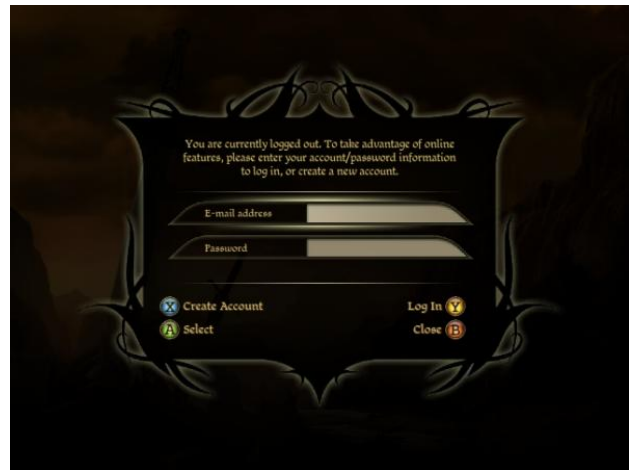 You are currently logged out. To take advantage of online
features, please enter your account/password information
to log in, or create a new account.
E-mail address
Password
X Create Account
Log In Y
A Select
Close B